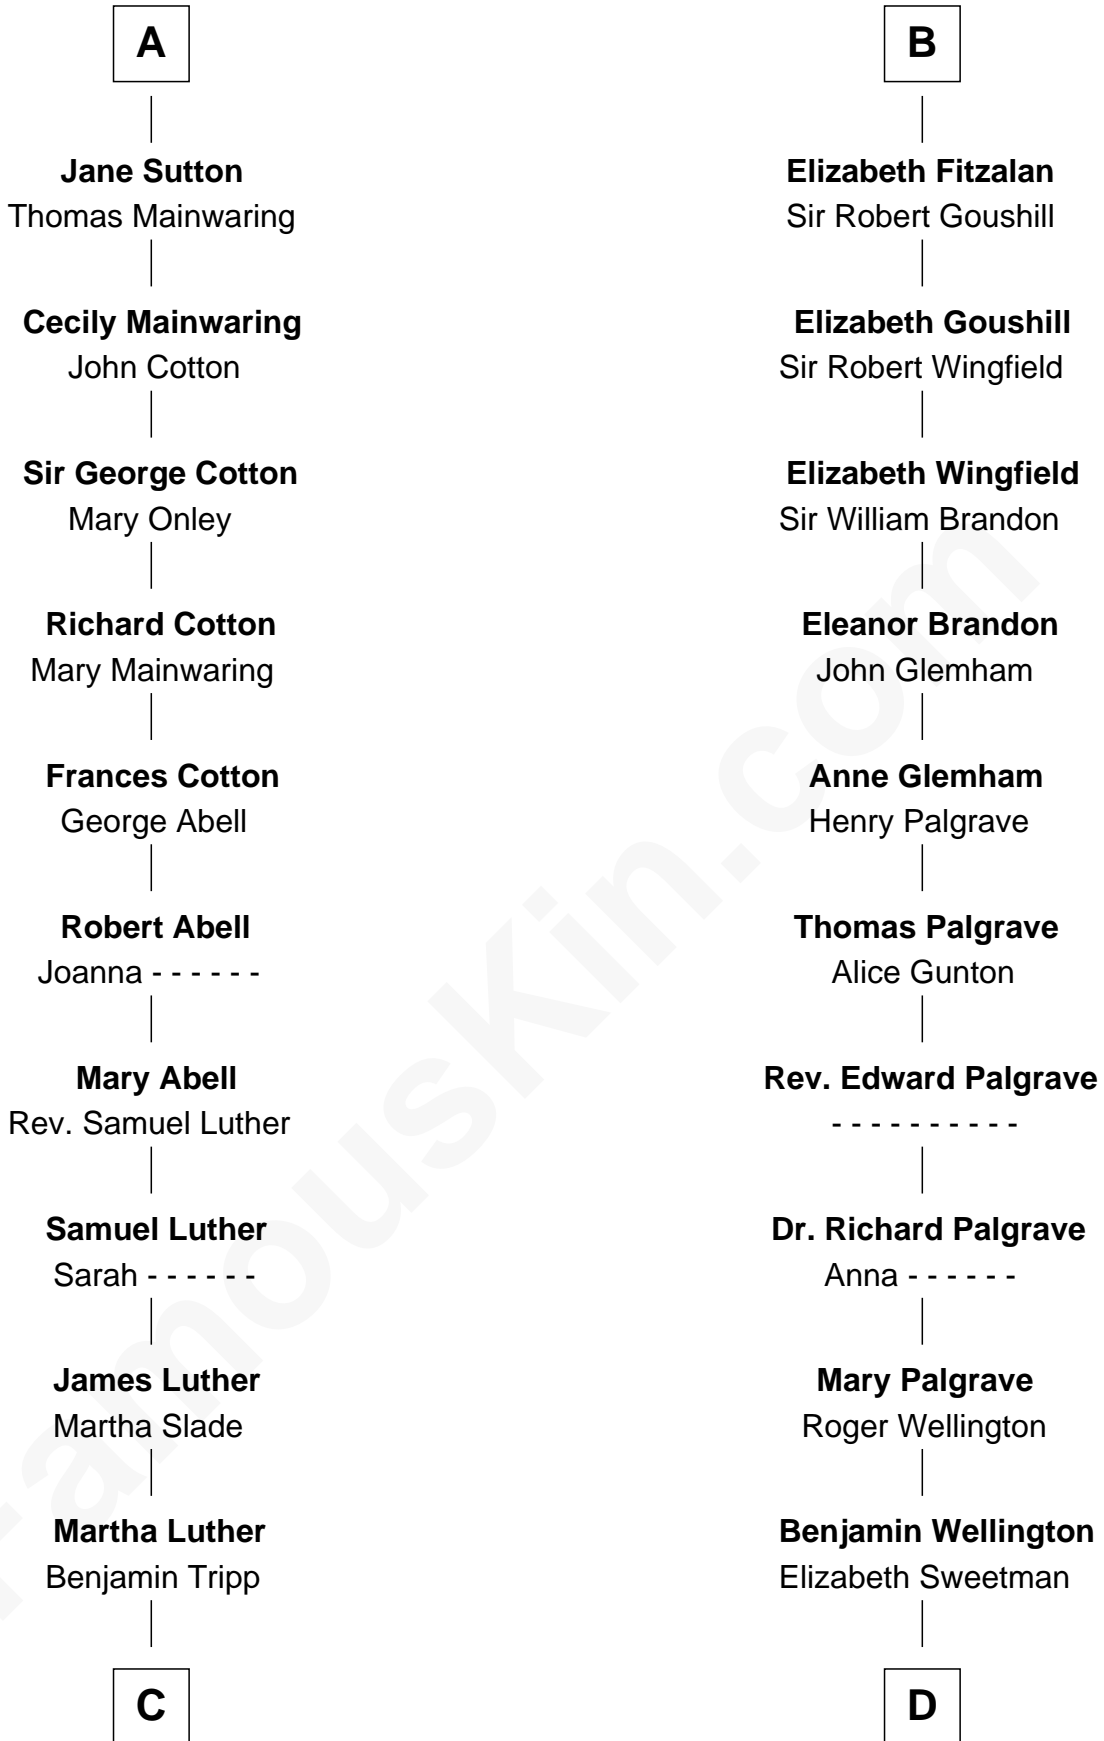 A
Jane Sutton
Thomas Mainwaring
Cecily Mainwaring
John Cotton
Sir George Cotton
Mary Onley
Richard Cotton
Mary Mainwaring
Frances Cotton
George Abell
Robert Abell
Joanna - - - - - -
Mary Abell
Rev. Samuel Luther
Samuel Luther
Sarah - - - - - -
James Luther
Martha Slade
Martha Luther
Benjamin Tripp
C
B
Elizabeth Fitzalan
Sir Robert Goushill
Elizabeth Goushill
Sir Robert Wingfield
Elizabeth Wingfield
Sir William Brandon
Eleanor Brandon
John Glemham
Anne Glemham
Henry Palgrave
Thomas Palgrave
Alice Gunton
Rev. Edward Palgrave
- - - - - - - - - -
Dr. Richard Palgrave
Anna - - - - - -
Mary Palgrave
Roger Wellington
Benjamin Wellington
Elizabeth Sweetman
D
FamousKin.com